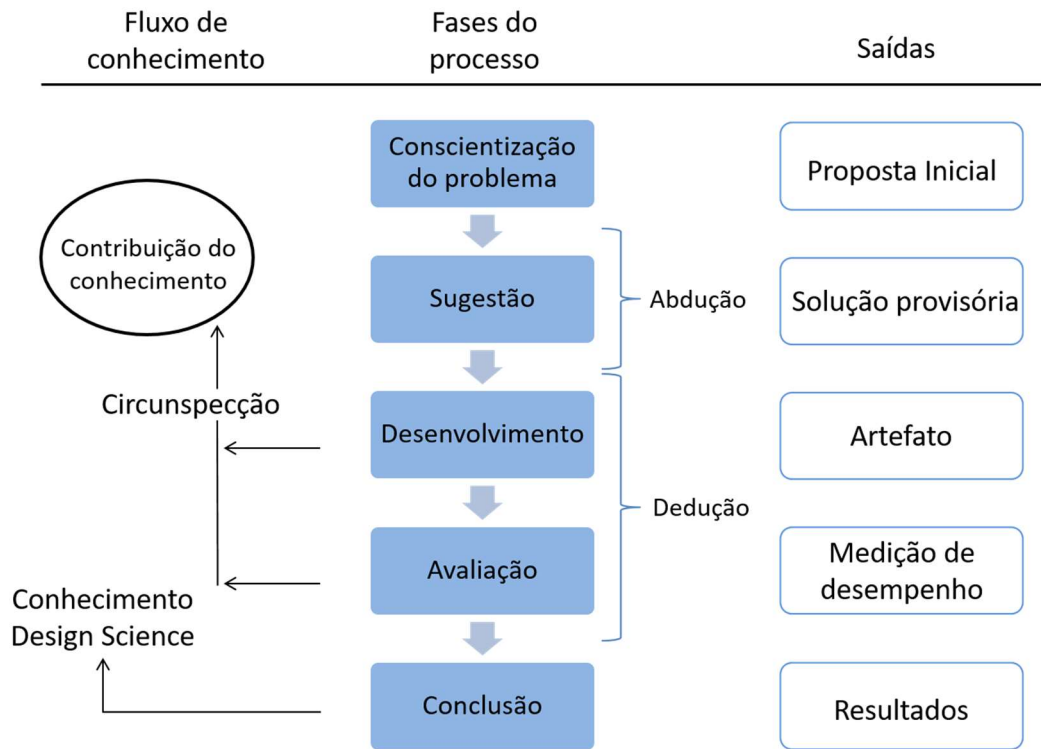 Fluxo de
conhecimento
Fases do
processo
Saídas
Conscientização
do problema
Proposta Inicial
Contribuição do
conhecimento
Sugestão
Abdução
Solução provisória
Circunspecção
Desenvolvimento
Artefato
Dedução
Avaliação
Medição de
desempenho
Conhecimento
Design Science
Conclusão
Resultados